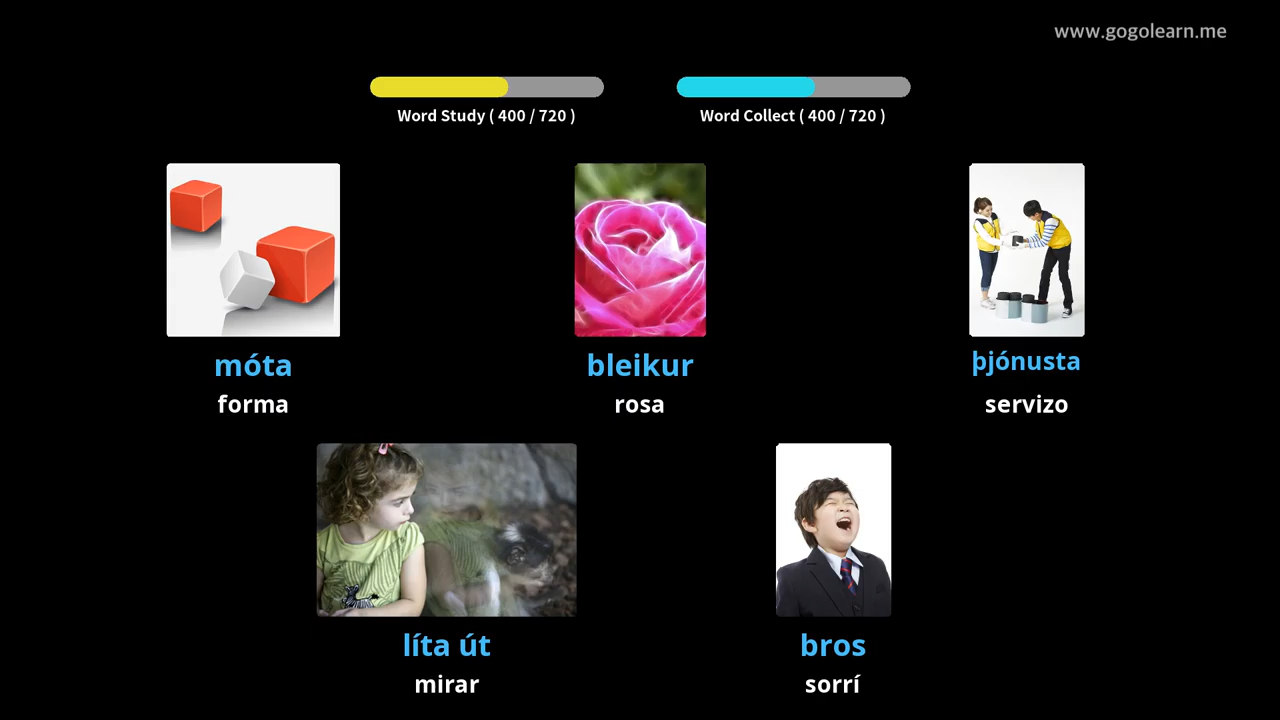 www.gogolearn.me
Word Study ( 400 / 720 )
Word Collect ( 400 / 720 )
móta
forma
bleikur
rosa
þjónusta
servizo
líta út
mirar
bros
sorrí